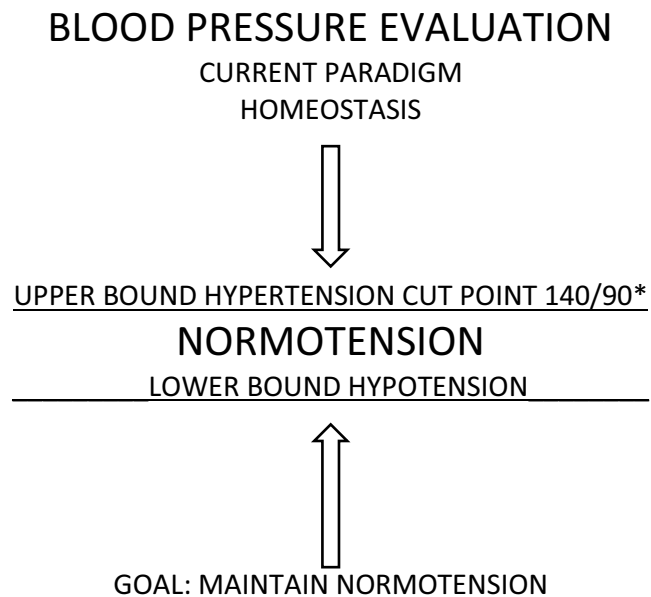 BLOOD PRESSURE EVALUATION
CURRENT PARADIGM
HOMEOSTASIS
UPPER BOUND HYPERTENSION CUT POINT 140/90*
NORMOTENSION
LOWER BOUND HYPOTENSION
GOAL: MAINTAIN NORMOTENSION